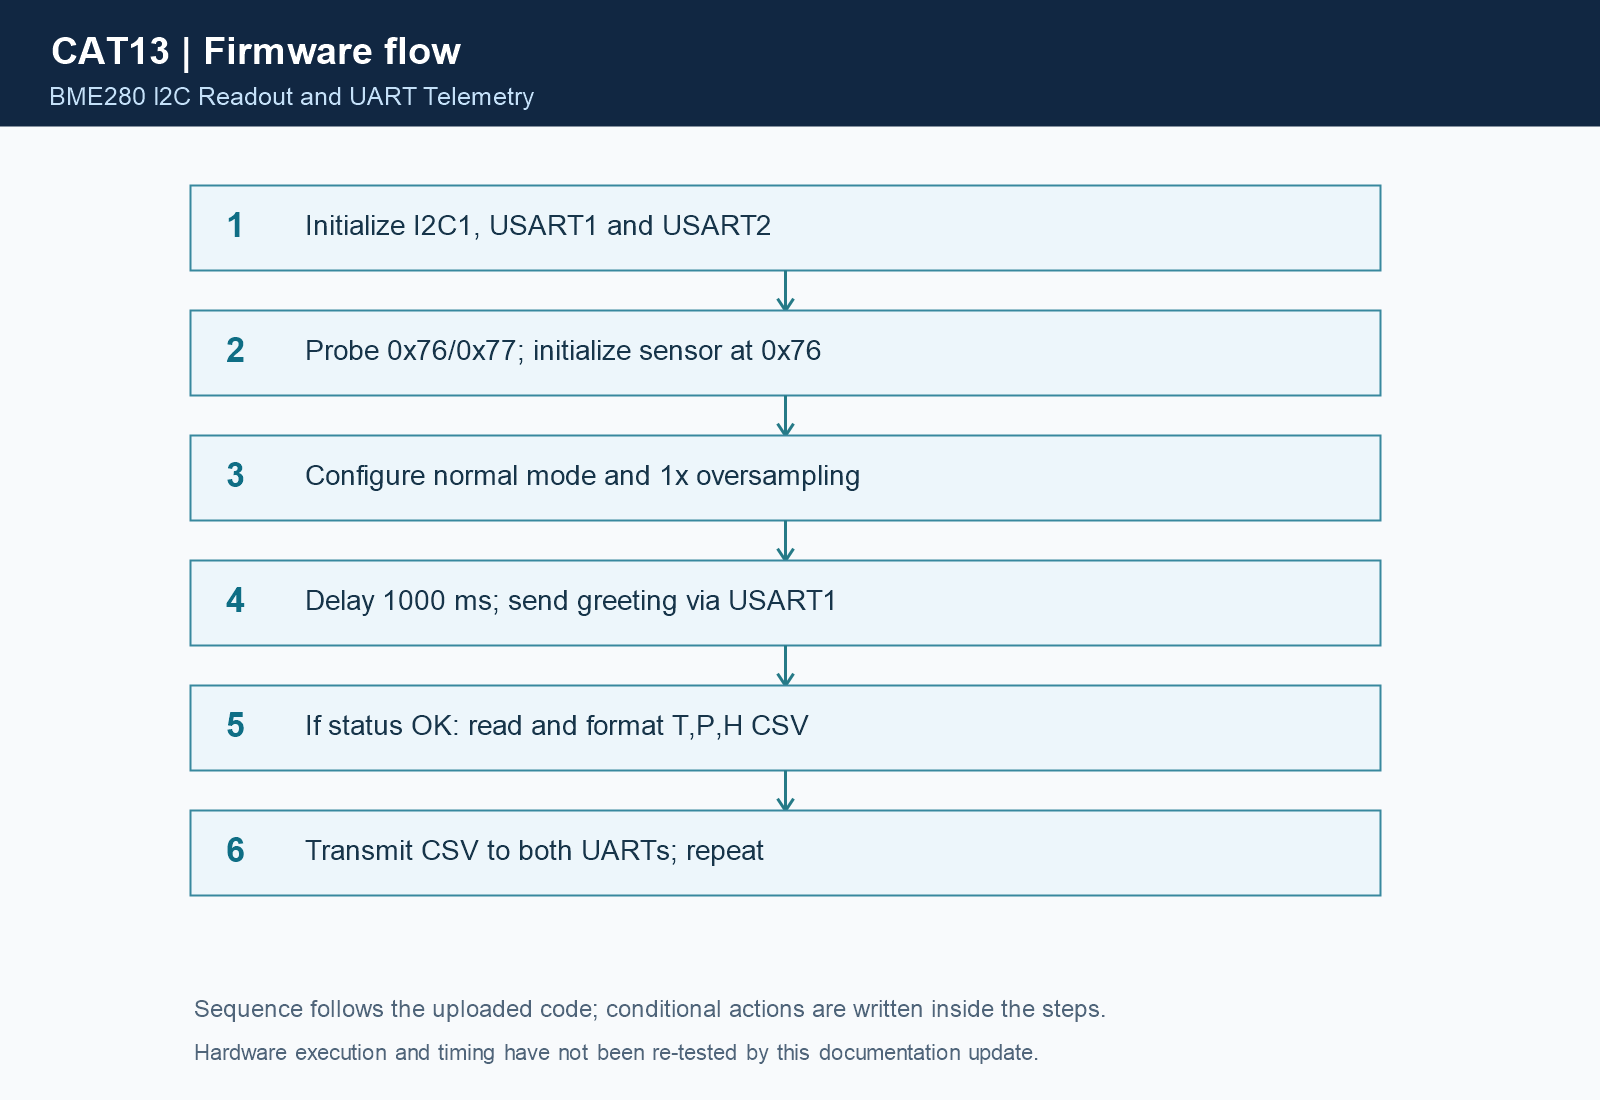 CAT13 | Firmware flow
BME280 I2C Readout and UART Telemetry
1 Initialize I2C1, USART1 and USART2
2 Probe 0x76/0x77; initialize sensor at 0x76
3 Configure normal mode and 1x oversampling
4 Delay 1000 ms; send greeting via USART1
5 If status OK: read and format T,P,H CSV
6 Transmit CSV to both UARTs; repeat
Sequence follows the uploaded code; conditional actions are written inside the steps.
Hardware execution and timing have not been re-tested by this documentation update.